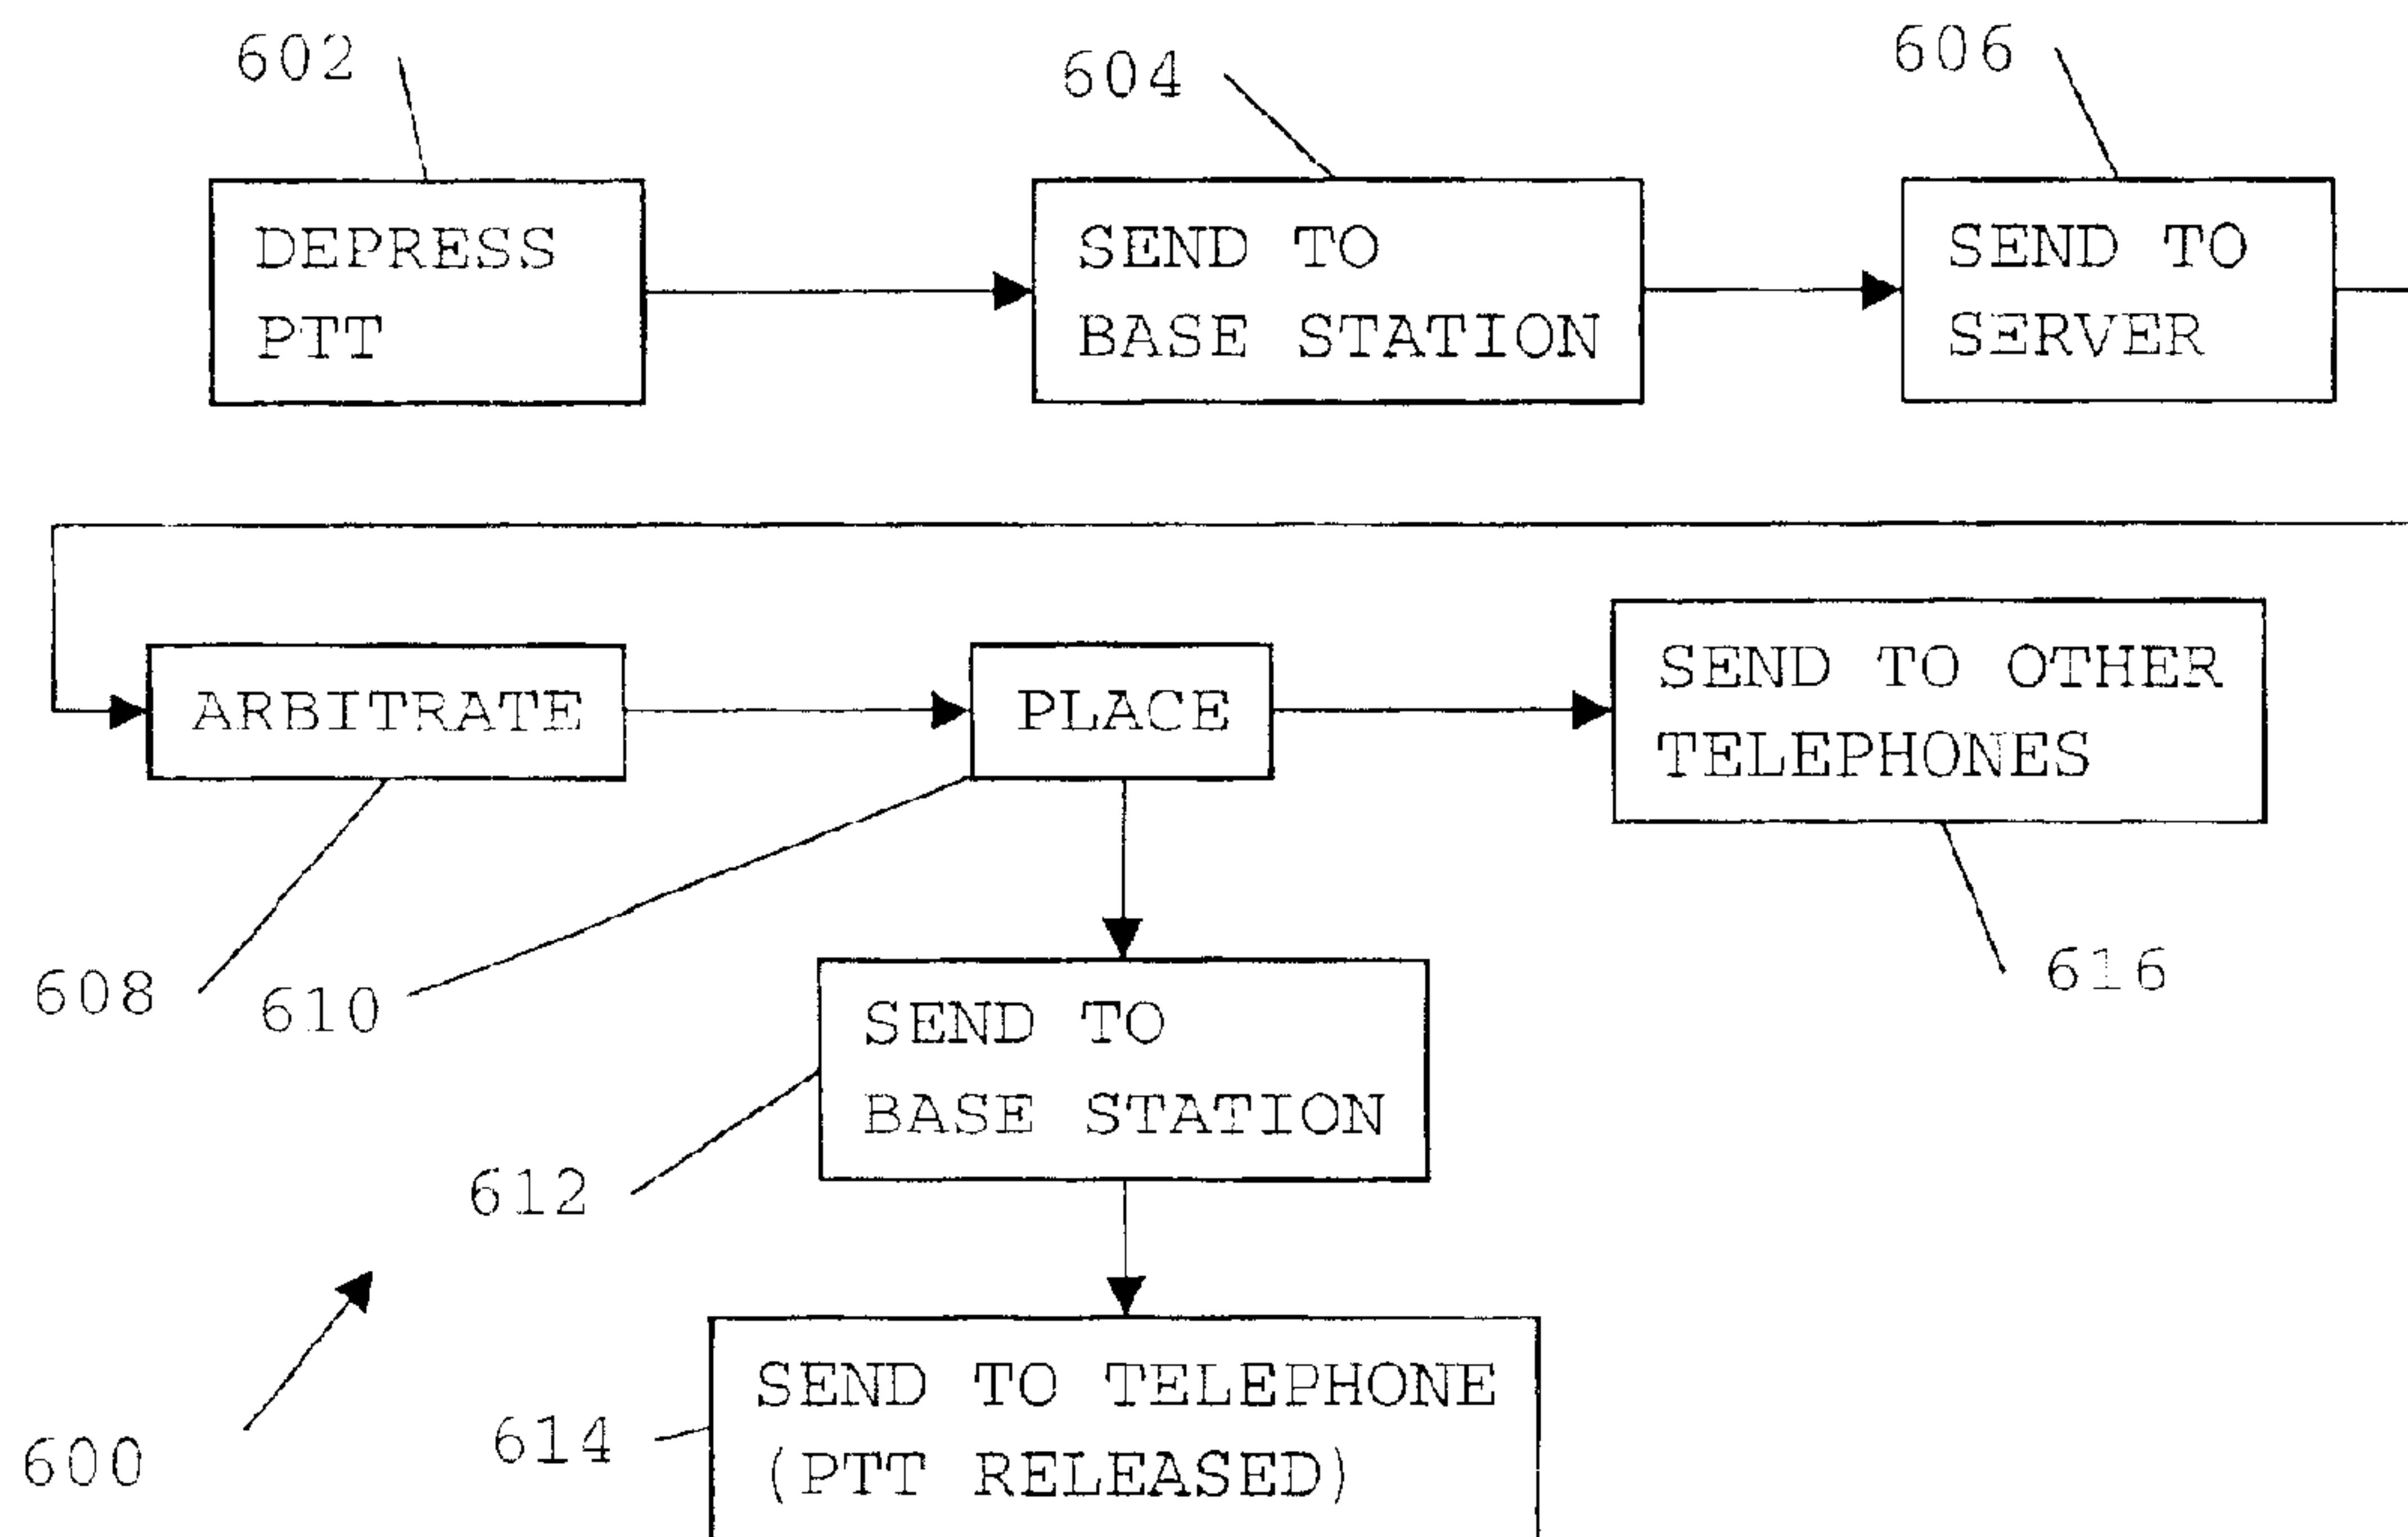 602
604
606
DEPRESS
PTT
SEND TO
BASE STATION
SEND TO
SERVER
ARBITRATE
PLACE
SEND TO OTHER
TELEPHONES
608
610
616
SEND TO
BASE STATION
612
SEND TO TELEPHONE
(PTT RELEASED)
614
600